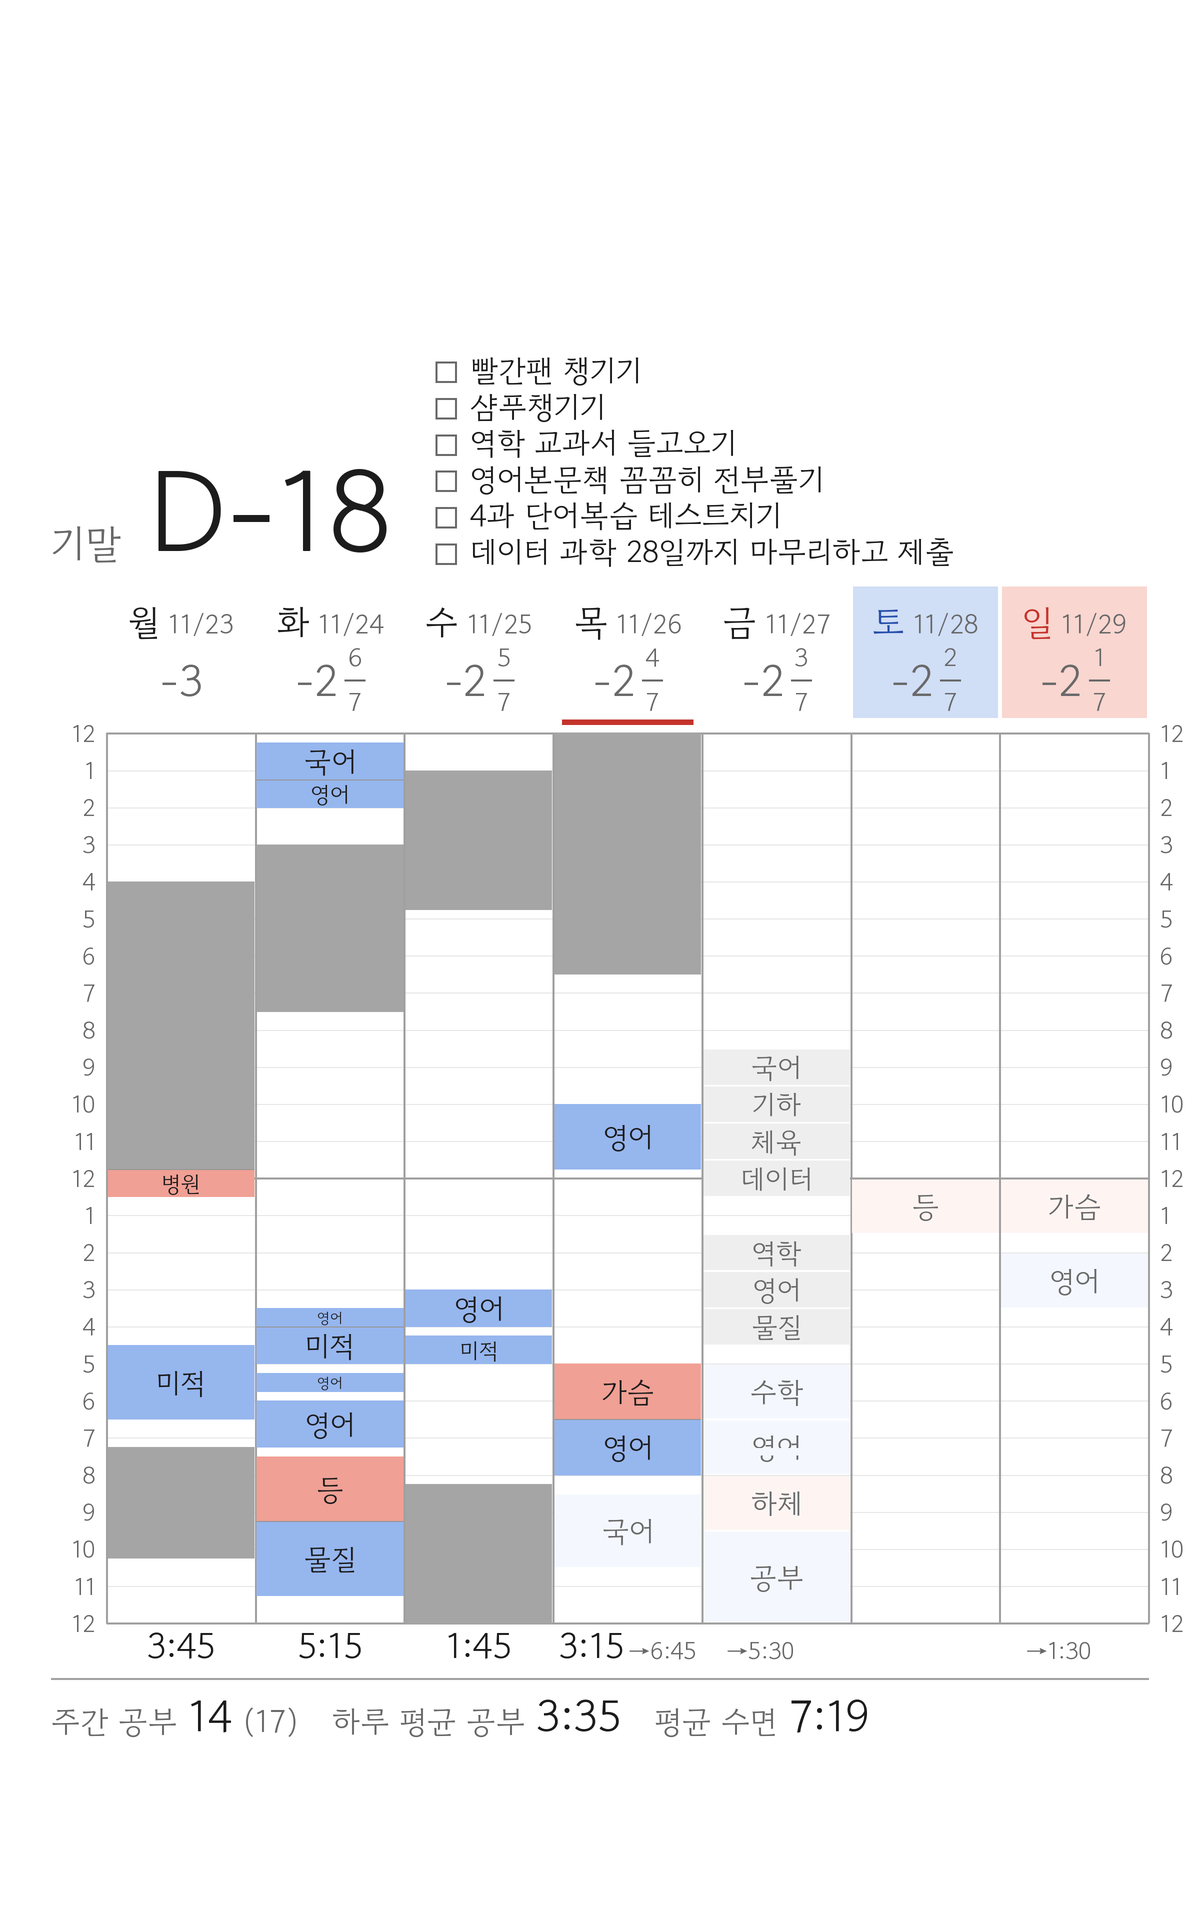 빨간팬 챙기기
샴푸챙기기
역학 교과서 들고오기
영어본문책 꼼꼼히 전부풀기
4과 단어복습 테스트치기
데이터 과학 28일까지 마무리하고 제출
기말 D-18
월 11/23 화 11/24 수 11/25 목 11/26 금 11/27 토 11/28 일 11/29
-3 -2 6/7 -2 5/7 -2 4/7 -2 3/7 -2 2/7 -2 1/7
12 12
1 국어 1
2 영어 2
3 3
4 4
5 5
6 6
7 7
8 8
9 국어 9
10 기하 10
11 영어 체육 11
12 병원 데이터 12
1 등 가슴 1
2 역학 2
3 영어 영어 영어 3
4 영어 물질 4
미적 미적
5 미적 영어 5
6 가슴 수학 6
7 영어 영어 영어 7
8 8
9 등 하체 9
국어
10 물질 10
11 공부 11
12 12
3:45 5:15 1:45 3:15 →6:45 →5:30 →1:30
주간 공부 14 (17) 하루 평균 공부 3:35 평균 수면 7:19